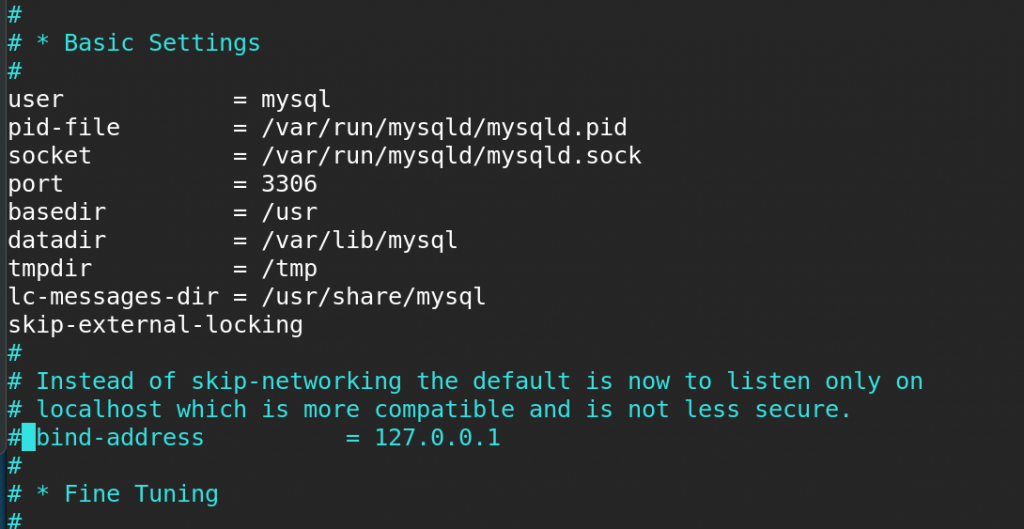 #
# * Basic Settings
#
user            = mysql
pid-file        = /var/run/mysqld/mysqld.pid
socket          = /var/run/mysqld/mysqld.sock
port            = 3306
basedir         = /usr
datadir         = /var/lib/mysql
tmpdir          = /tmp
lc-messages-dir = /usr/share/mysql
skip-external-locking
#
# Instead of skip-networking the default is now to listen only on
# localhost which is more compatible and is not less secure.
# bind-address          = 127.0.0.1
#
# * Fine Tuning
#